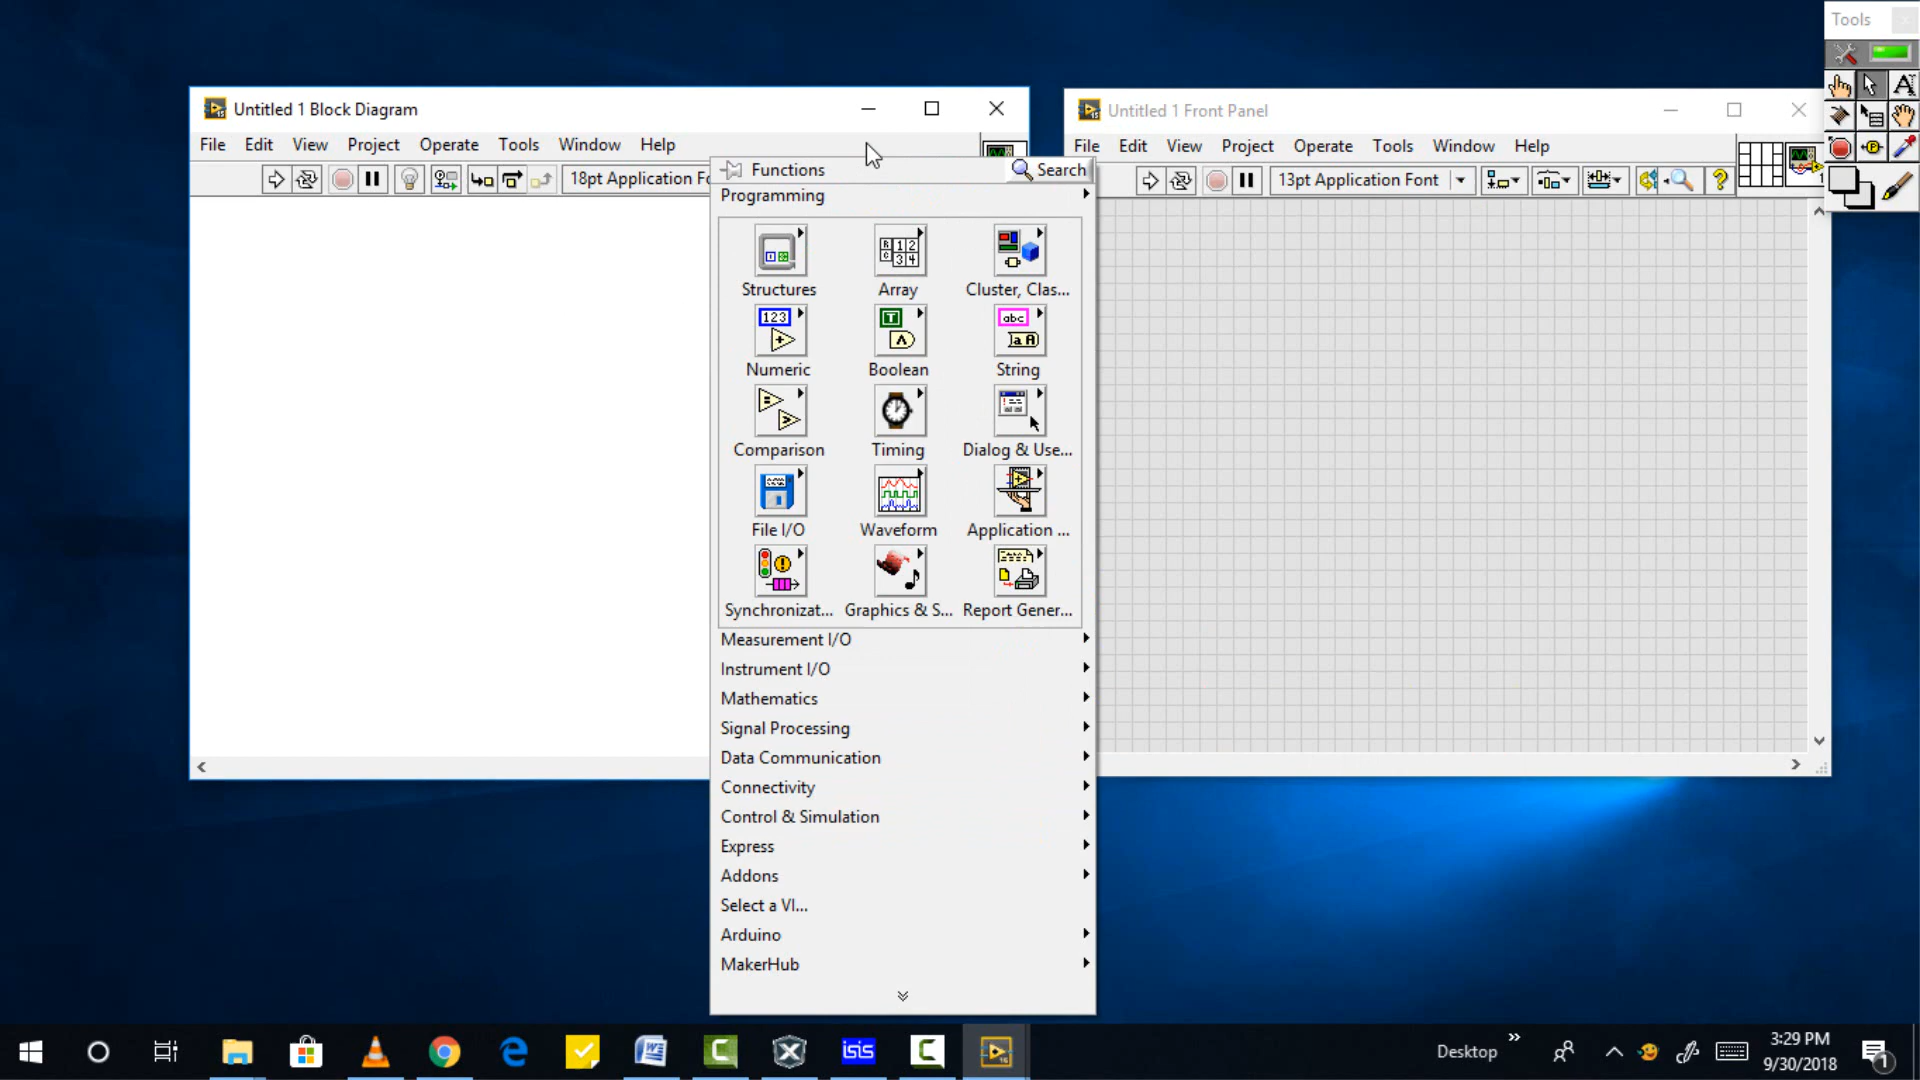 Tools
Untitled 1 Block Diagram
File Edit View Project Operate Tools Window Help
18pt Application Fo
Untitled 1 Front Panel
File Edit View Project Operate Tools Window Help
13pt Application Font
Functions
Search
Programming
Structures Array Cluster, Clas...
Numeric Boolean String
Comparison Timing Dialog & Use...
File I/O Waveform Application ...
Synchronizat... Graphics & S... Report Gener...
Measurement I/O
Instrument I/O
Mathematics
Signal Processing
Data Communication
Connectivity
Control & Simulation
Express
Addons
Select a VI...
Arduino
MakerHub
Desktop
3:29 PM
9/30/2018
1